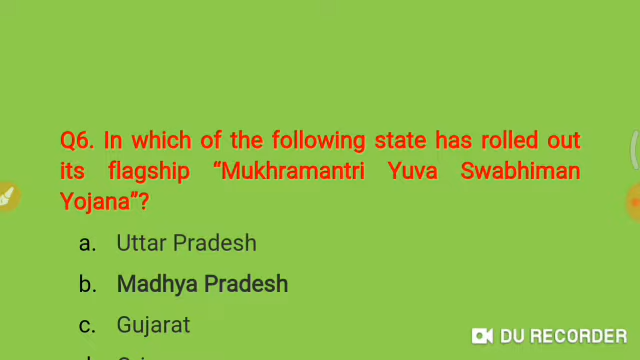 Q6. In which of the following state has rolled out
its flagship “Mukhramantri Yuva Swabhiman
Yojana”?
a. Uttar Pradesh
b. Madhya Pradesh
c. Gujarat
DU RECORDER